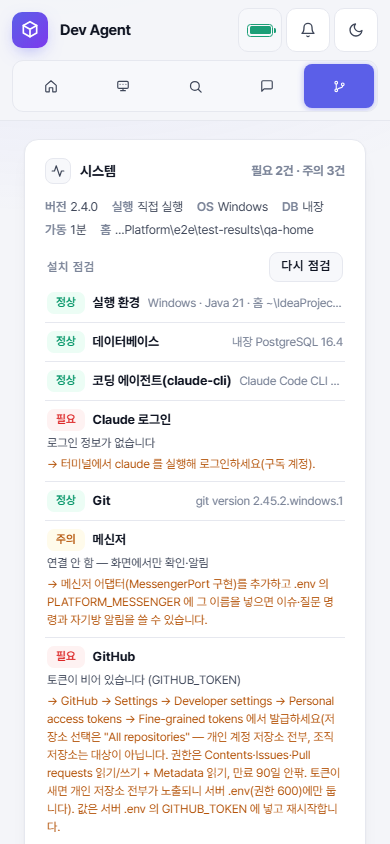 Dev Agent
시스템
필요 2건 · 주의 3건
버전 2.4.0 실행 직접 실행 OS Windows DB 내장
가동 1분 홈 ...Platform\e2e\test-results\qa-home
설치 점검
다시 점검
정상 실행 환경 Windows · Java 21 · 홈 ~\IdeaProjec...
정상 데이터베이스 내장 PostgreSQL 16.4
정상 코딩 에이전트(claude-cli) Claude Code CLI ...
필요 Claude 로그인
로그인 정보가 없습니다
→ 터미널에서 claude 를 실행해 로그인하세요(구독 계정).
정상 Git git version 2.45.2.windows.1
주의 메신저
연결 안 함 — 화면에서만 확인·알림
→ 메신저 어댑터(MessengerPort 구현)를 추가하고 .env 의
PLATFORM_MESSENGER 에 그 이름을 넣으면 이슈·질문 명
령과 자기방 알림을 쓸 수 있습니다.
필요 GitHub
토큰이 비어 있습니다 (GITHUB_TOKEN)
→ GitHub → Settings → Developer settings → Personal
access tokens → Fine-grained tokens 에서 발급하세요(저
장소 선택은 "All repositories" — 개인 계정 저장소 전부, 조직
저장소는 대상이 아닙니다. 권한은 Contents·Issues·Pull
requests 읽기/쓰기 + Metadata 읽기, 만료 90일 안팎. 토큰이
새면 개인 저장소 전부가 노출되니 서버 .env(권한 600)에만 둡
니다). 값은 서버 .env 의 GITHUB_TOKEN 에 넣고 재시작합니
다.